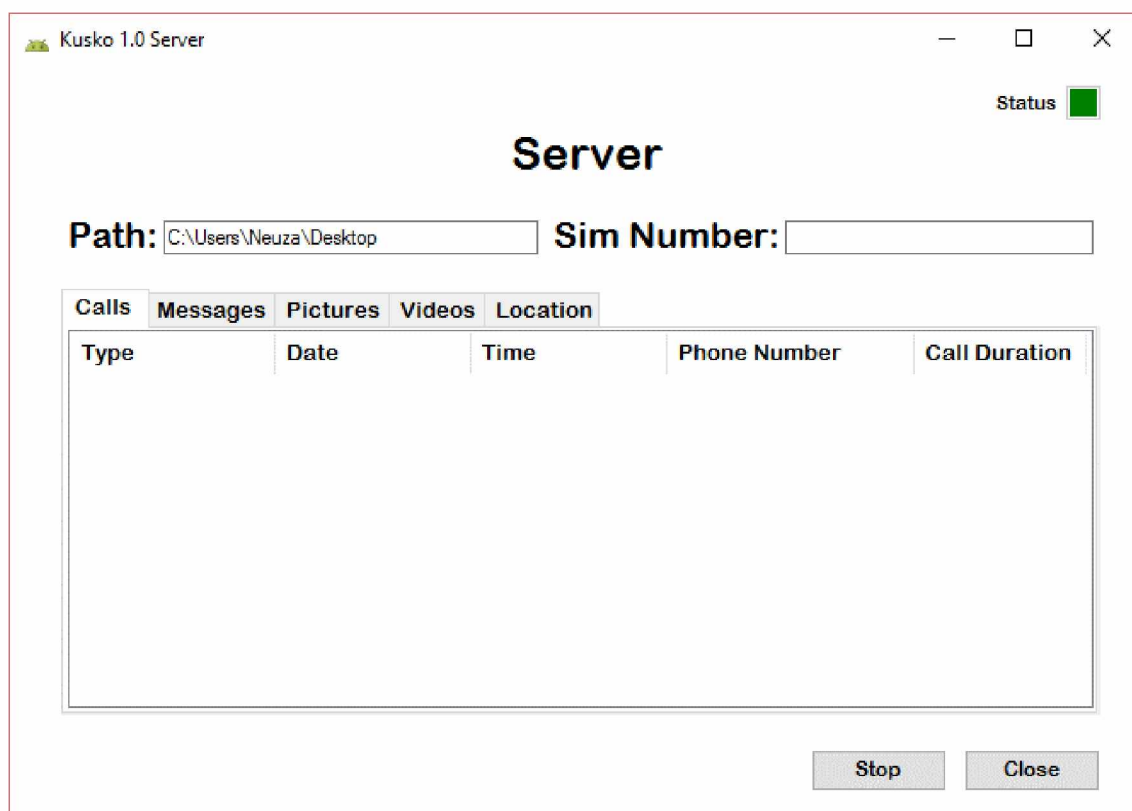 Kusko 1.0 Server
Status
Server
Path: C:\Users\Neuza\Desktop Sim Number:
Calls Messages Pictures Videos Location
Type Date Time Phone Number Call Duration
Stop Close